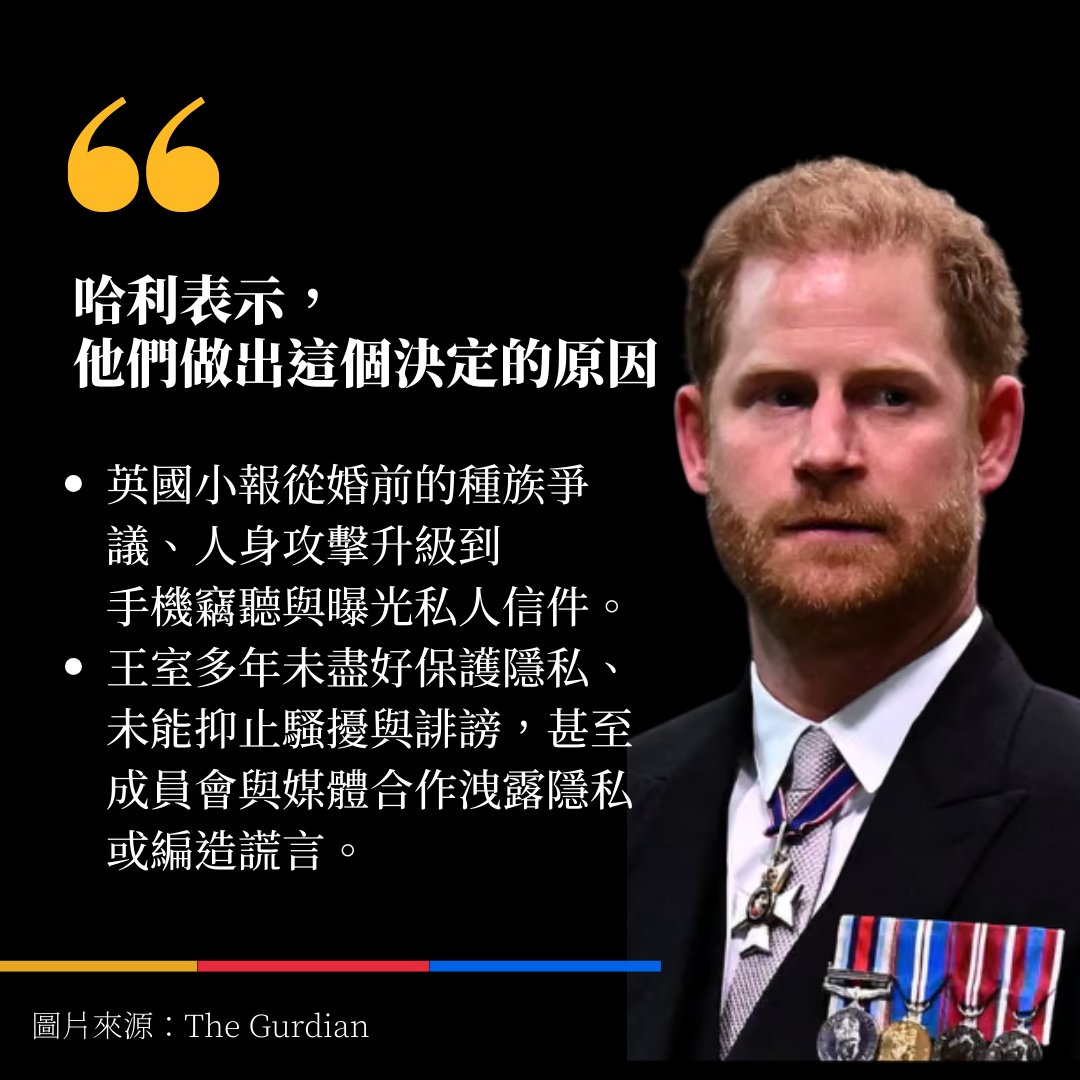 哈利表示，
他們做出這個決定的原因
英國小報從婚前的種族爭
議、人身攻擊升級到
手機竊聽與曝光私人信件。
王室多年未盡好保護隱私、
未能抑止騷擾與誹謗，甚至
成員會與媒體合作洩露隱私
或編造謊言。
圖片來源：The Gurdian